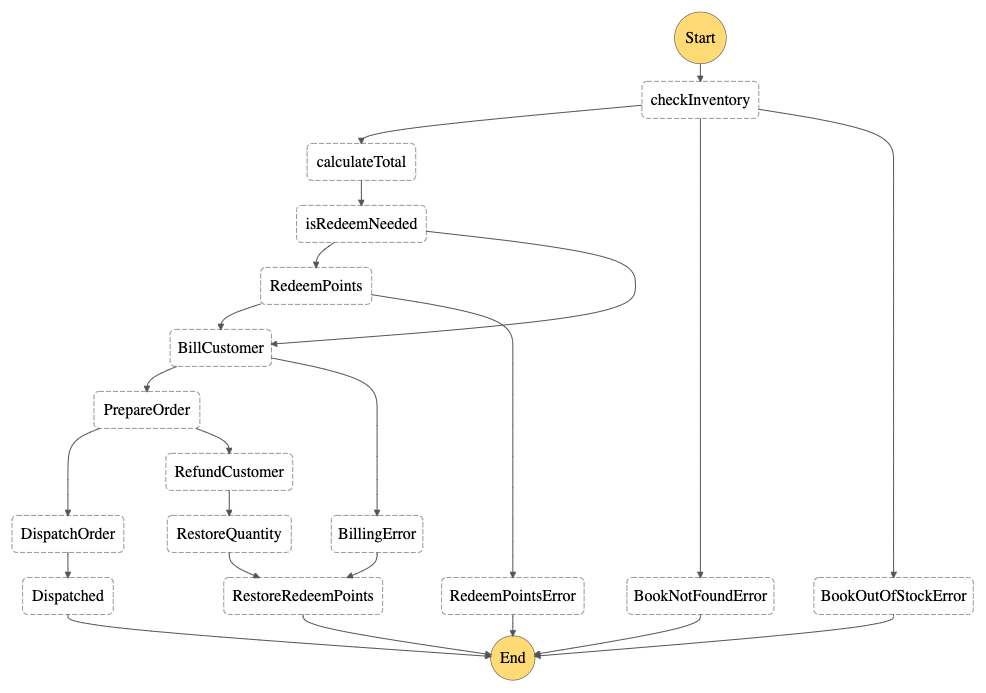 Start
checkInventory
calculateTotal
isRedeemNeeded
RedeemPoints
BillCustomer
PrepareOrder
RefundCustomer
DispatchOrder
RestoreQuantity
BillingError
Dispatched
RestoreRedeemPoints
RedeemPointsError
BookNotFoundError
BookOutOfStockError
End